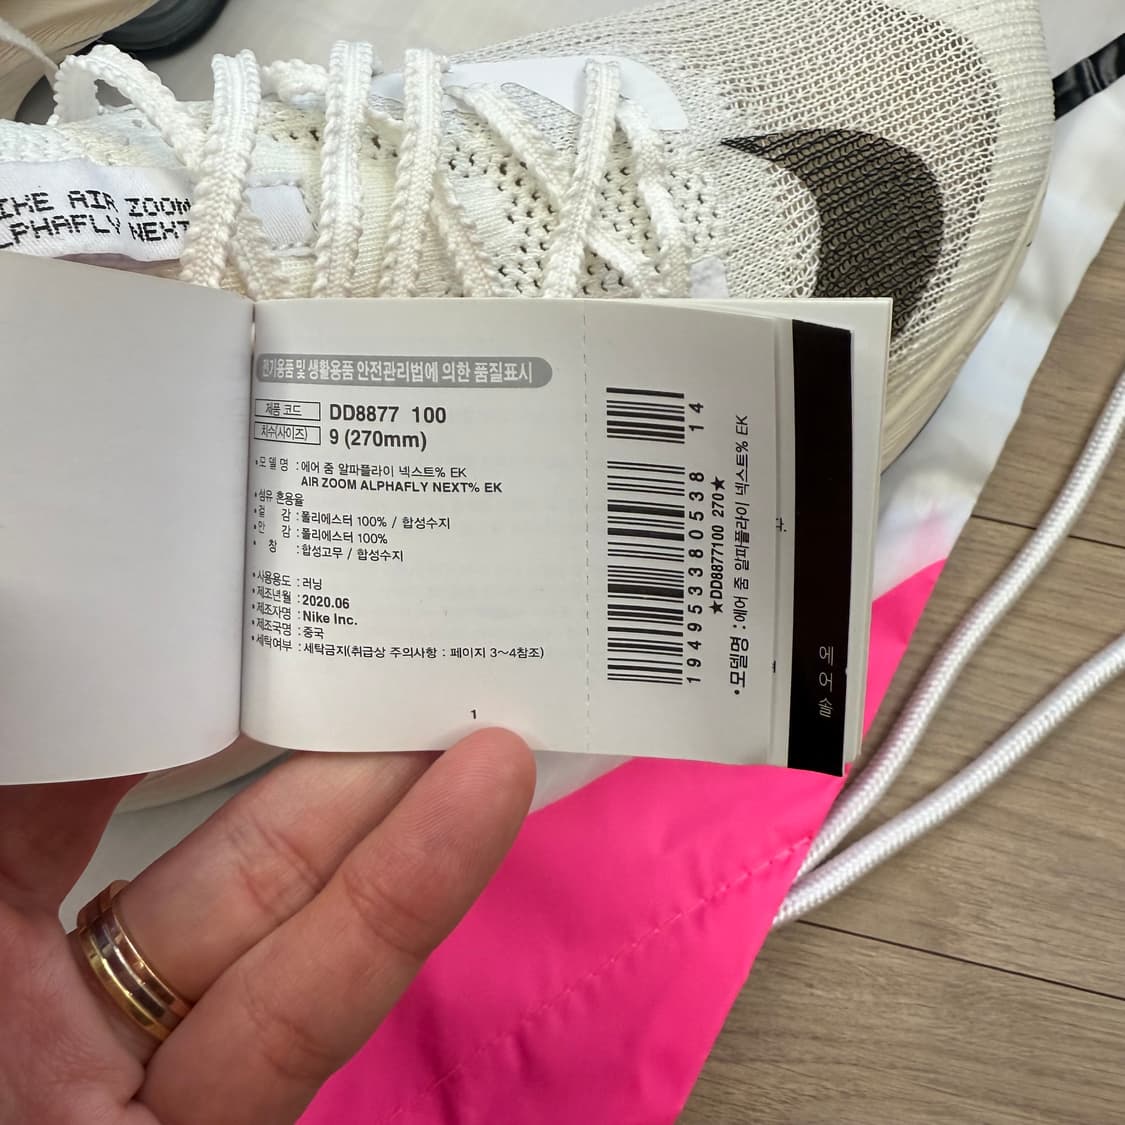 IKE AIR ZOOM
LPHAFLY NEXT
전기용품 및 생활용품 안전관리법에 의한 품질표시
제품 코드 DD8877 100
치수(사이즈) 9 (270mm)
•모 델 명 : 에어 줌 알파플라이 넥스트% EK
AIR ZOOM ALPHAFLY NEXT% EK
•섬유 혼용율
•겉 감 : 폴리에스터 100% / 합성수지
•안 감 : 폴리에스터 100%
•창 : 합성고무 / 합성수지
•사용용도 : 러닝
•제조년월 : 2020.06
•제조자명 : Nike Inc.
•제조국명 : 중국
•세탁여부 : 세탁금지(취급상 주의사항 : 페이지 3~4참조)
1
194953380538 14
★DD8877100 270★
•모델명 : 에어 줌 알파플라이 넥스트% EK
다.
에
오